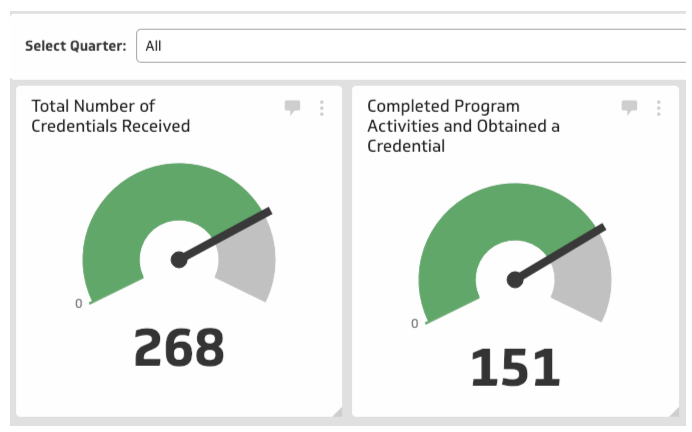 Select Quarter: All
Total Number of
Credentials Received
0
268
Completed Program
Activities and Obtained a
Credential
0
151